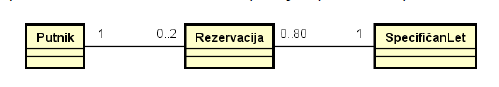 Putnik 1 0..2 Rezervacija 0..80 1 SpecifičanLet